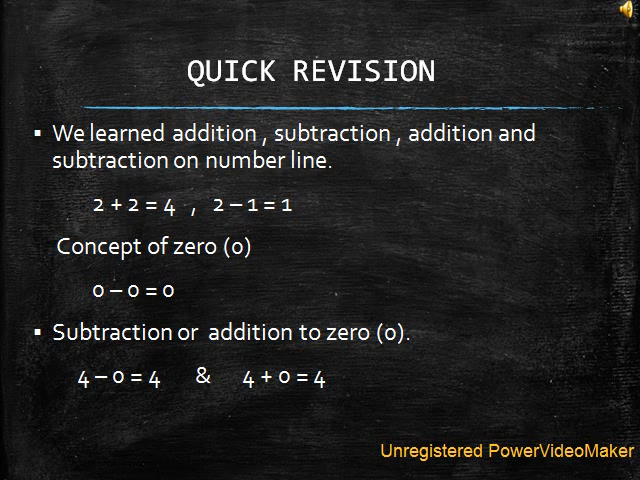 QUICK REVISION
▪ We learned addition , subtraction , addition and
subtraction on number line.
2 + 2 = 4 , 2 – 1 = 1
Concept of zero (0)
0 – 0 = 0
▪ Subtraction or addition to zero (0).
4 – 0 = 4 & 4 + 0 = 4
Unregistered PowerVideoMaker